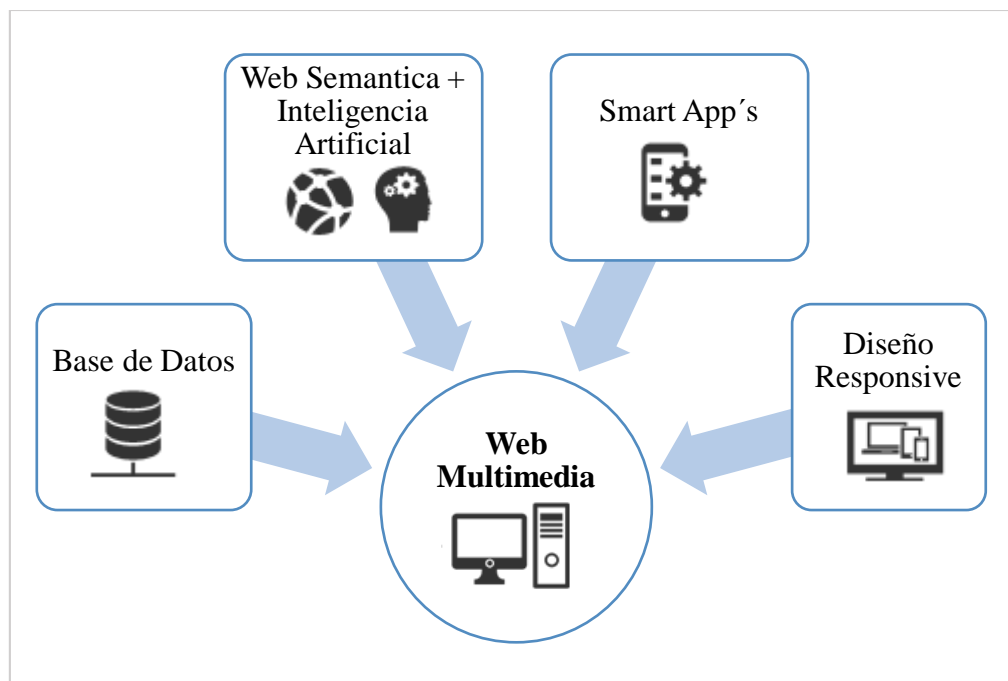 Web Semantica +
Inteligencia
Artificial
Smart App´s
Base de Datos
Diseño
Responsive
Web
Multimedia